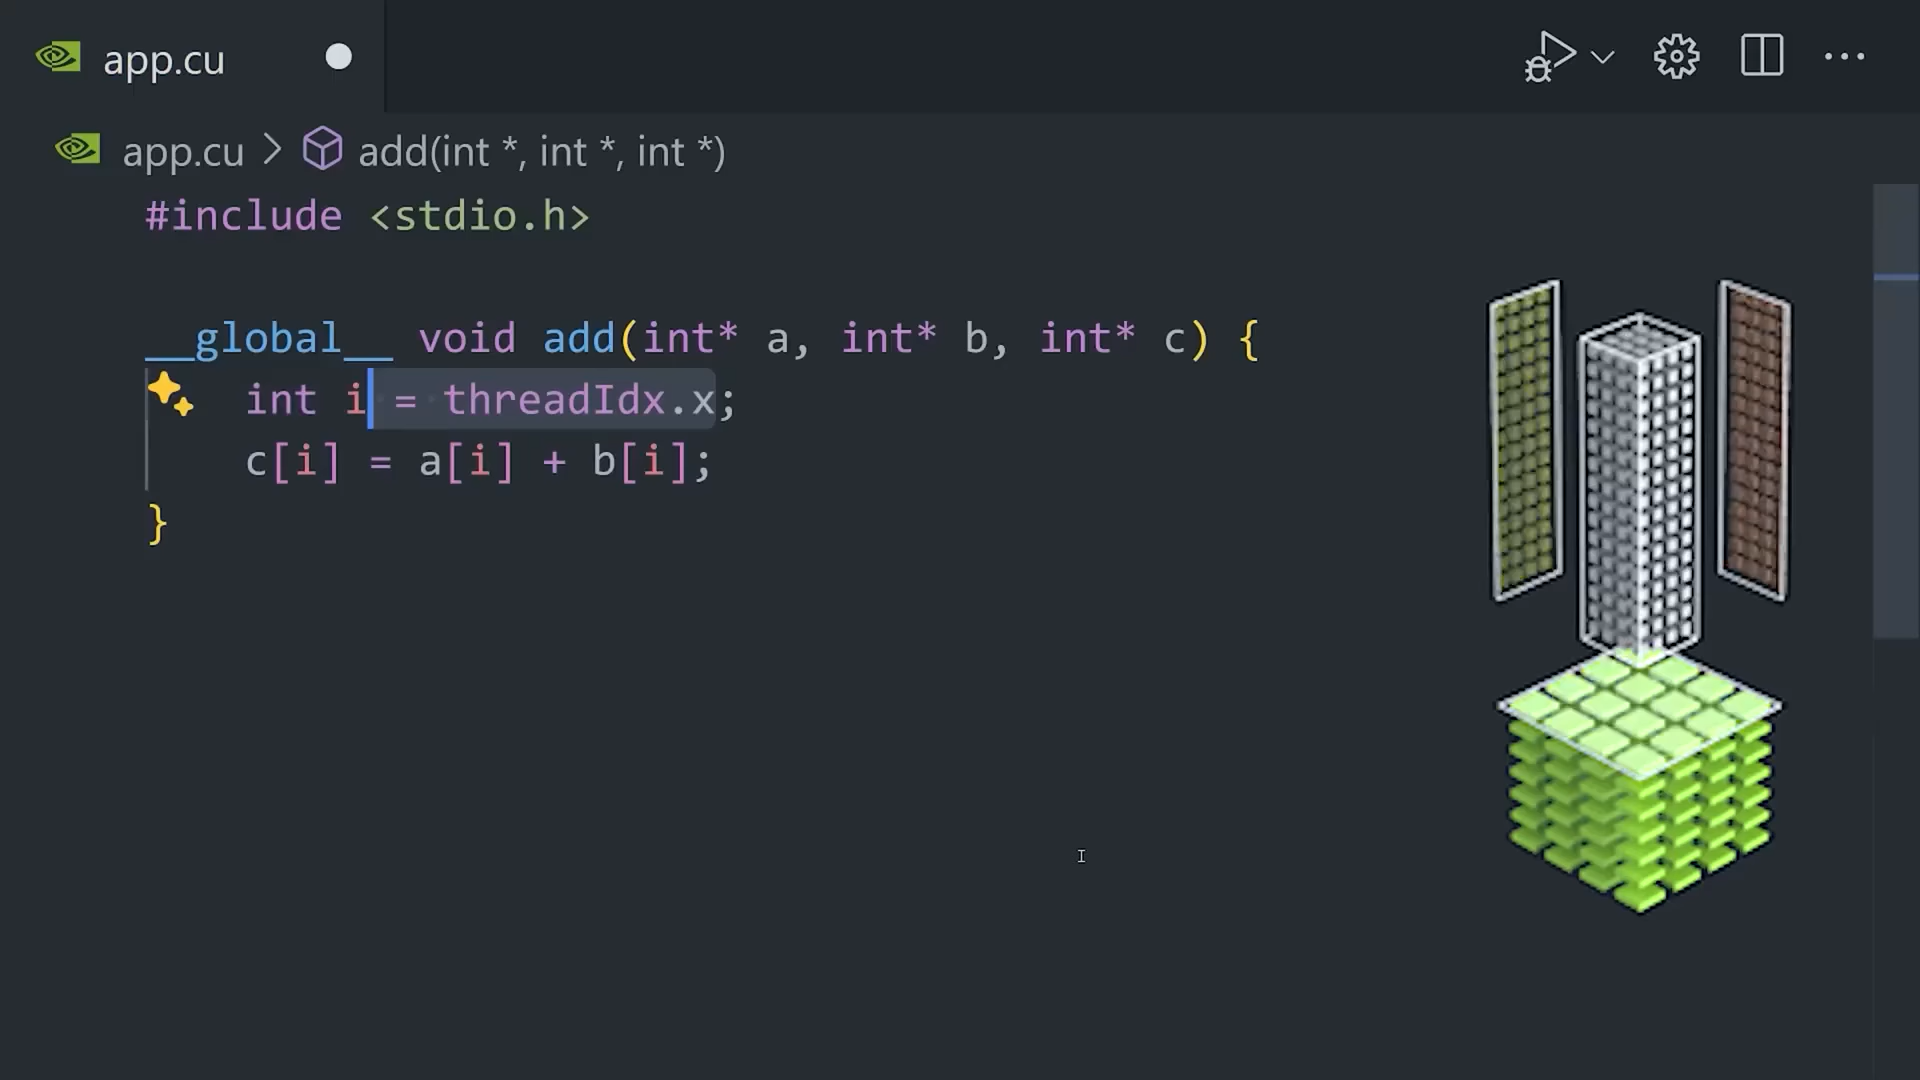 app.cu
app.cu > add(int *, int *, int *)
#include <stdio.h>
__global__ void add(int* a, int* b, int* c) {
int i = threadIdx.x;
c[i] = a[i] + b[i];
}